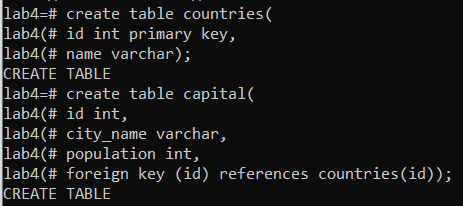 lab4=# create table countries(
lab4(# id int primary key,
lab4(# name varchar);
CREATE TABLE
lab4=# create table capital(
lab4(# id int,
lab4(# city_name varchar,
lab4(# population int,
lab4(# foreign key (id) references countries(id));
CREATE TABLE